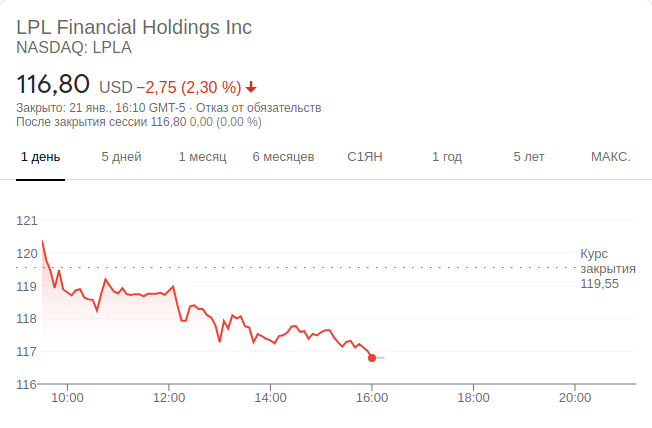 LPL Financial Holdings Inc
NASDAQ: LPLA
116,80 USD −2,75 (2,30 %)
Закрыто: 21 янв., 16:10 GMT-5 · Отказ от обязательств
После закрытия сессии 116,80 0,00 (0,00 %)
1 день 5 дней 1 месяц 6 месяцев С1ЯН 1 год 5 лет МАКС.
121
120
119
118
117
116
Курс
закрытия
119,55
10:00 12:00 14:00 16:00 18:00 20:00